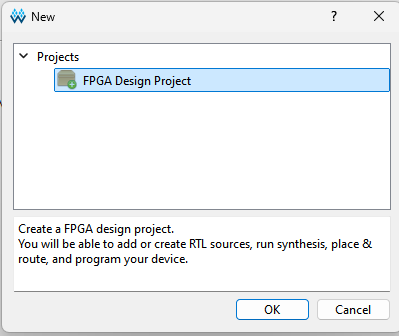 New
?
Projects
FPGA Design Project
Create a FPGA design project.
You will be able to add or create RTL sources, run synthesis, place &
route, and program your device.
OK
Cancel